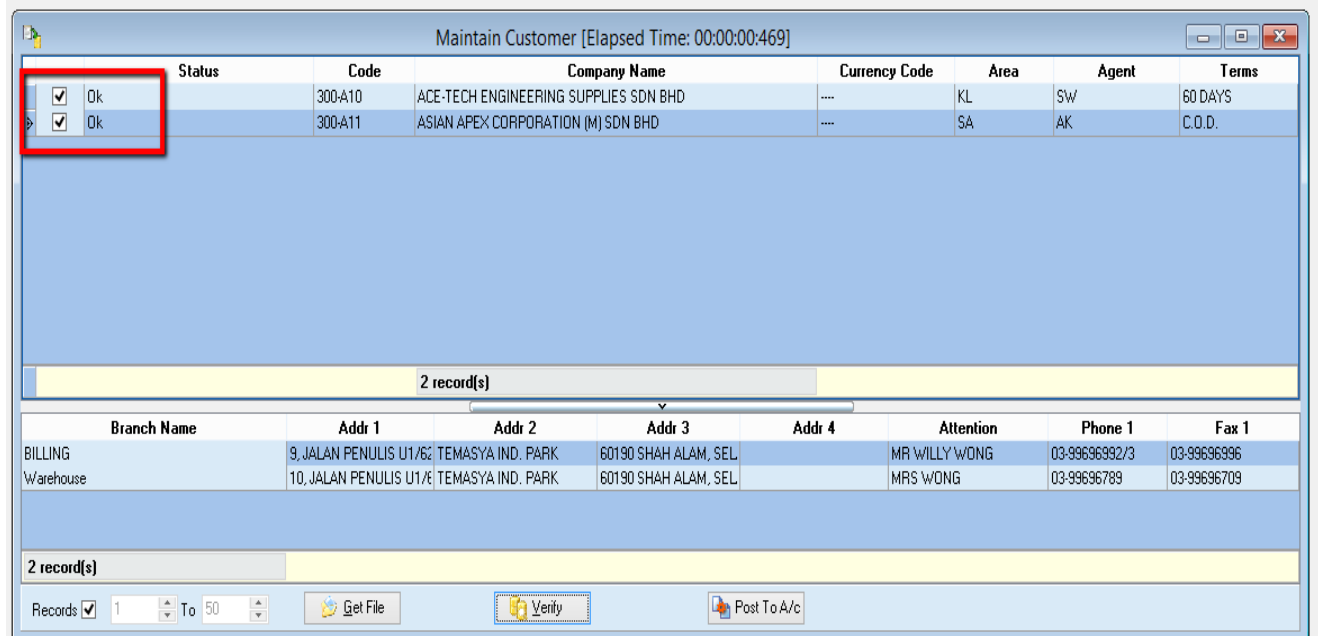 Maintain Customer [Elapsed Time: 00:00:00:469]
Status Code Company Name Currency Code Area Agent Terms
Ok 300-A10 ACE-TECH ENGINEERING SUPPLIES SDN BHD ---- KL SW 60 DAYS
Ok 300-A11 ASIAN APEX CORPORATION (M) SDN BHD ---- SA AK C.O.D.
2 record(s)
Branch Name Addr 1 Addr 2 Addr 3 Addr 4 Attention Phone 1 Fax 1
BILLING 9, JALAN PENULIS U1/62 TEMASYA IND. PARK 60190 SHAH ALAM, SEL. MR WILLY WONG 03-99696992/3 03-99696996
Warehouse 10, JALAN PENULIS U1/ TEMASYA IND. PARK 60190 SHAH ALAM, SEL. MRS WONG 03-99696789 03-99696709
2 record(s)
Records 1 To 50 Get File Verify Post To A/c